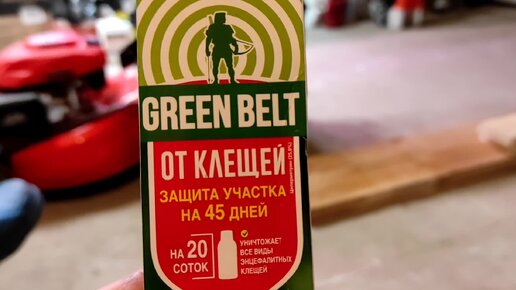 GREEN BELT
ОТ КЛЕЩЕЙ
ЗАЩИТА УЧАСТКА
НА 45 ДНЕЙ
НА 20
СОТОК
УНИЧТОЖАЕТ
ВСЕ ВИДЫ
ЭНЦЕФАЛИТНЫХ
КЛЕЩЕЙ